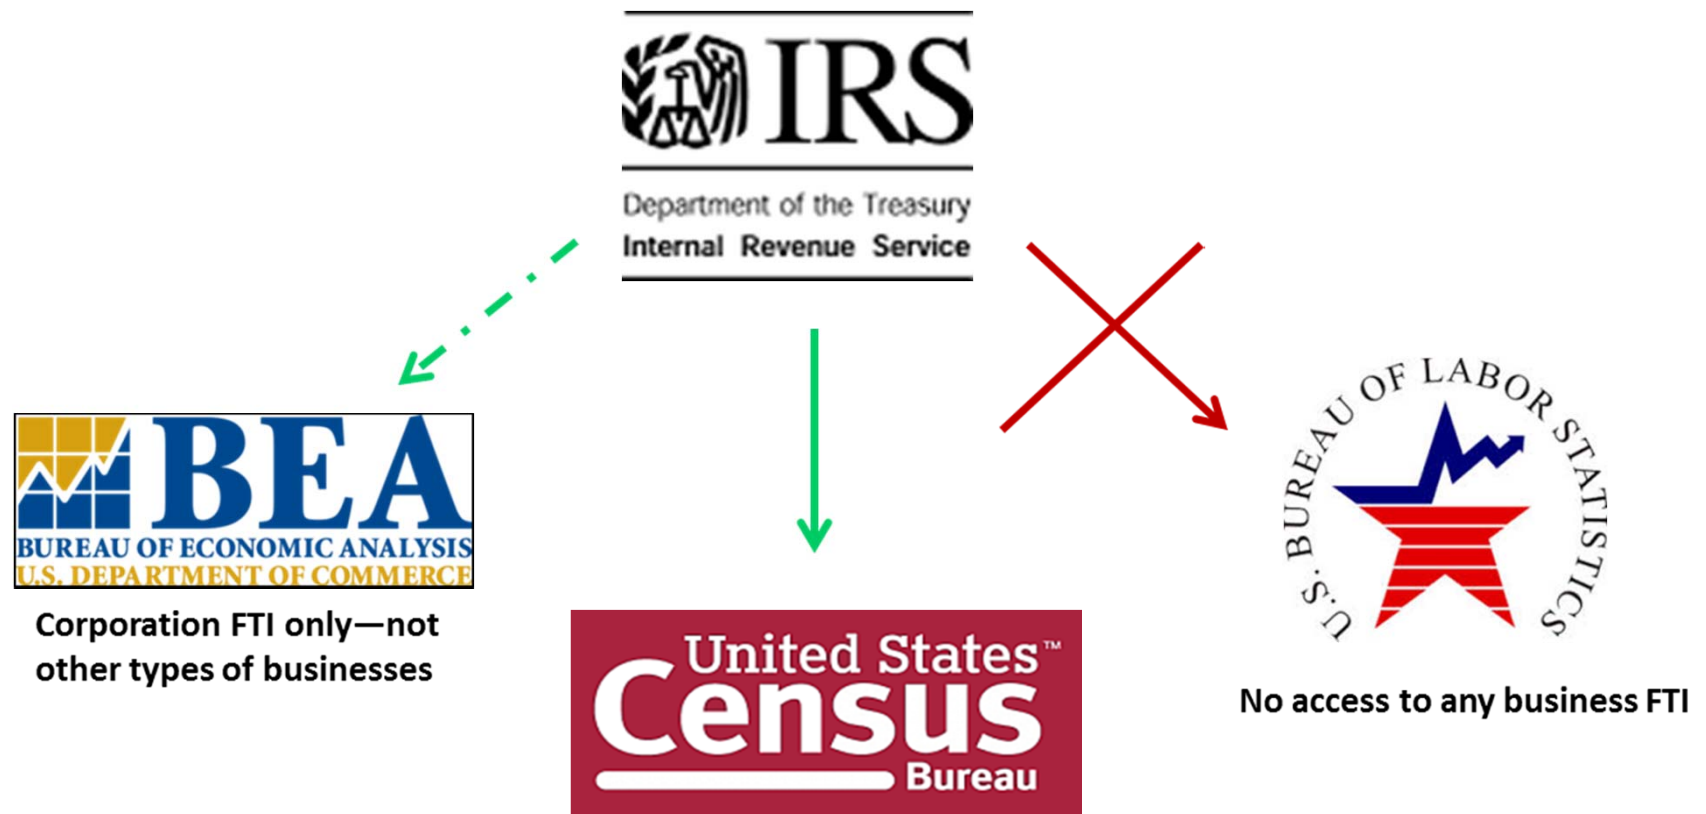 IRS
Department of the Treasury
Internal Revenue Service
BEA
BUREAU OF ECONOMIC ANALYSIS
U.S. DEPARTMENT OF COMMERCE
Corporation FTI only—not
other types of businesses
United States™
Census
Bureau
U.S. BUREAU OF LABOR STATISTICS
No access to any business FTI